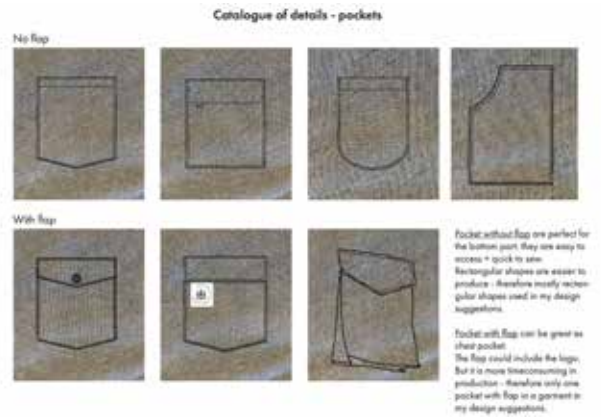 Catalogue of details - pockets
No flap
With flap
Pocket without flap are perfect for
the bottom part. they are easy to
access + quick to sew.
Rectangular shapes are easier to
produce - therefore mostly rectan-
gular shapes used in my design
suggestions.
Pocket with flap can be great as
chest pocket.
The flap could include the logo.
But it is more timeconsuming in
production - therefore only one
pocket with flap in a garment in
my design suggestions.